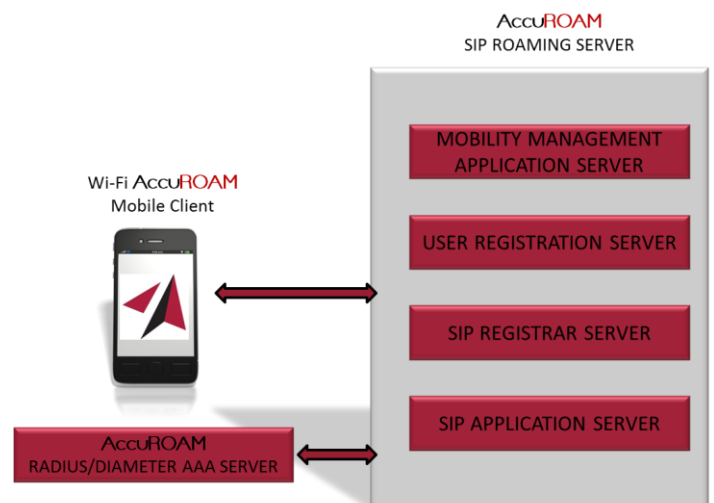 AccuROAM
SIP ROAMING SERVER
MOBILITY MANAGEMENT
APPLICATION SERVER
Wi-Fi AccuROAM
Mobile Client
USER REGISTRATION SERVER
SIP REGISTRAR SERVER
SIP APPLICATION SERVER
AccuROAM
RADIUS/DIAMETER AAA SERVER